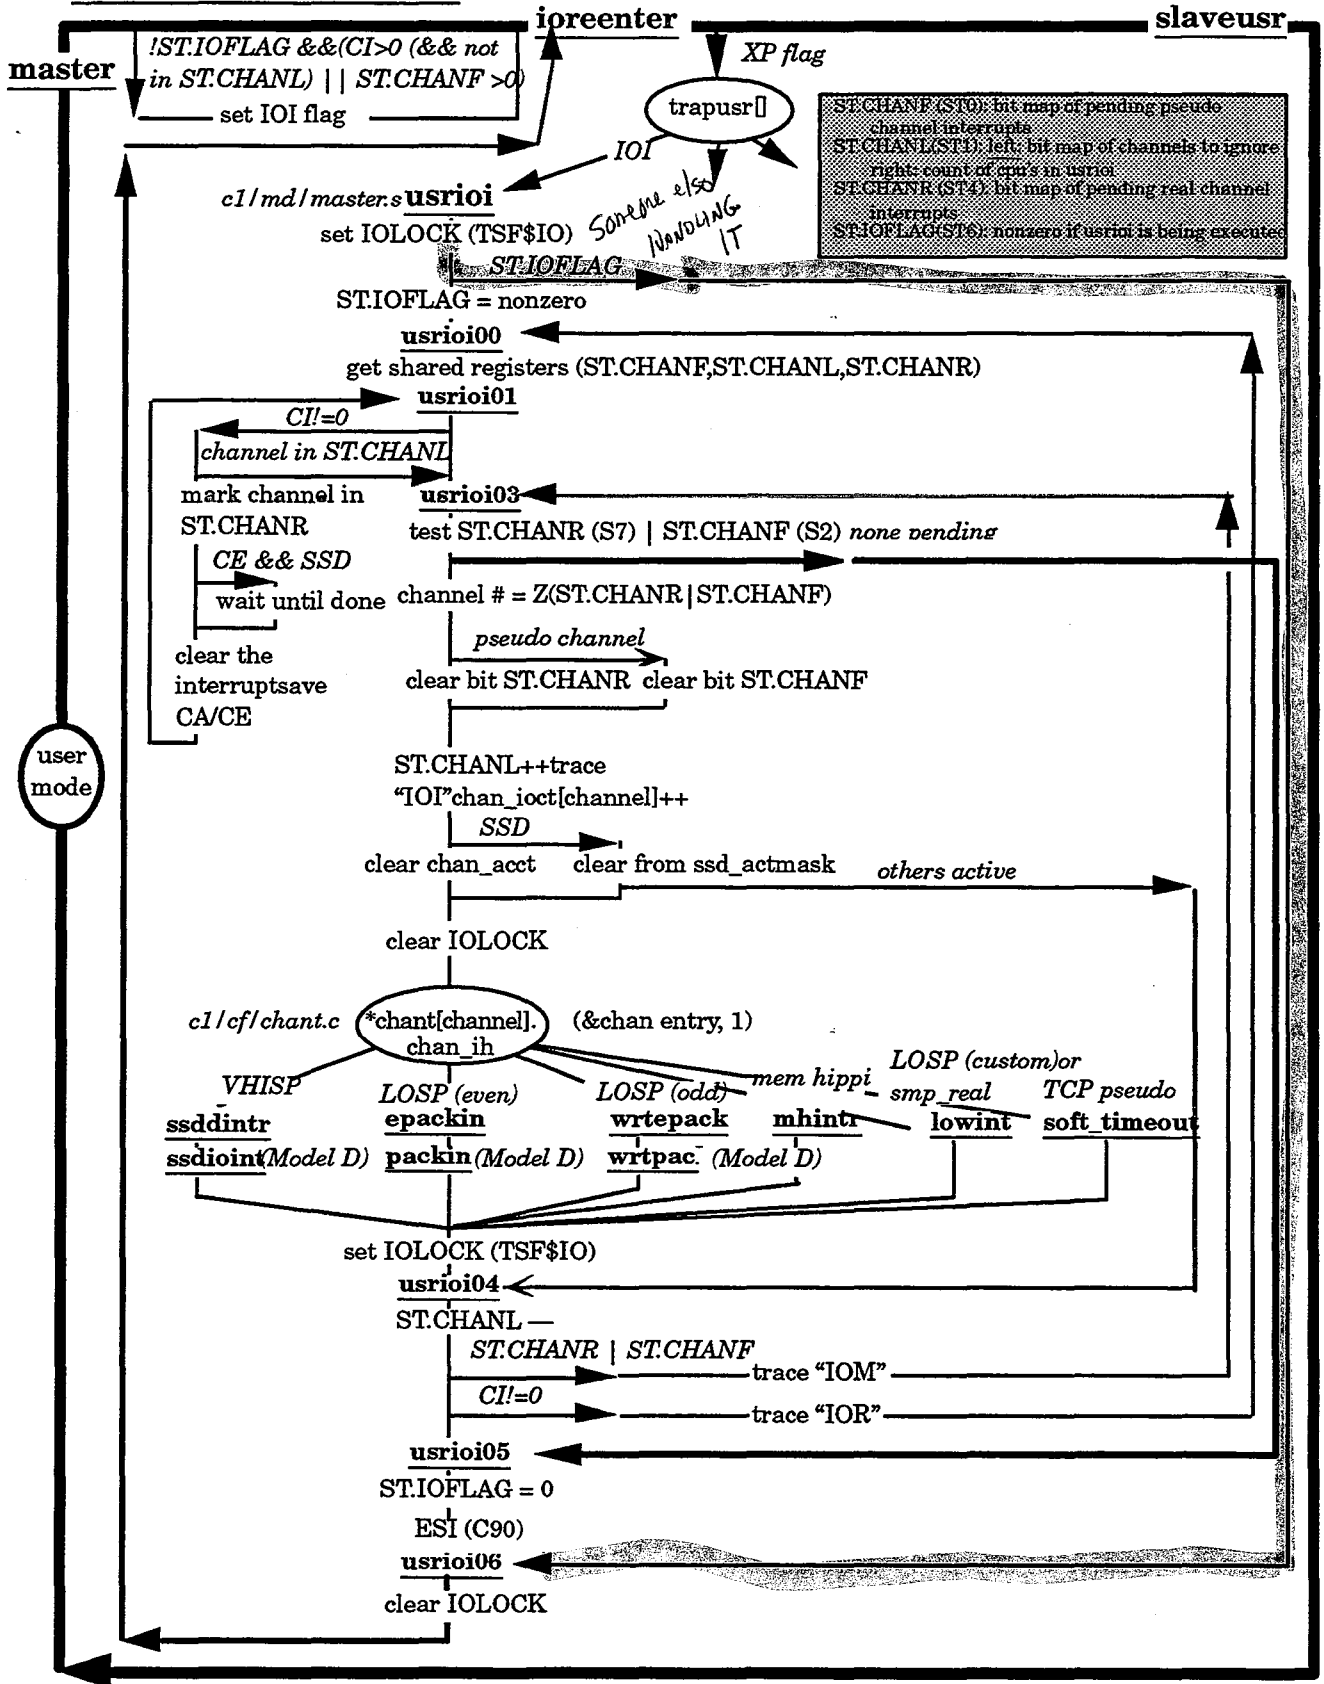 ioreenter
slaveusr
master
!ST.IOFLAG &&(CI>0 (&& not
in ST.CHANL) || ST.CHANF >0)
set IOI flag
XP flag
trapusr[]
IOI
ST.CHANF (ST0): bit map of pending pseudo
channel interrupts
ST.CHANL(ST1): left: bit map of channels to ignore
right: count of cpu's in usrioi
ST.CHANR (ST4): bit map of pending real channel
interrupts
ST.IOFLAG(ST6): nonzero if usrioi is being executed
c1/md/master.s usrioi
Someone else
HANDLING
IT
set IOLOCK (TSF$IO)
ST.IOFLAG
ST.IOFLAG = nonzero
usrioi00
get shared registers (ST.CHANF,ST.CHANL,ST.CHANR)
usrioi01
CI!=0
channel in ST.CHANL
mark channel in
ST.CHANR
usrioi03
test ST.CHANR (S7) | ST.CHANF (S2) none pending
CE && SSD
wait until done
channel # = Z(ST.CHANR|ST.CHANF)
pseudo channel
clear the
interruptsave
CA/CE
clear bit ST.CHANR clear bit ST.CHANF
user
mode
ST.CHANL++trace
“IOI”chan_ioct[channel]++
SSD
clear chan_acct clear from ssd_actmask
others active
clear IOLOCK
c1/cf/chant.c
*chant[channel].
chan_ih
(&chan entry, 1)
VHISP
LOSP (even)
LOSP (odd)
mem hippi
LOSP (custom)or
smp_real
TCP pseudo
ssddintr
epackin
wrtepack
mhintr
lowint
soft_timeout
ssdioint(Model D)
packin (Model D)
wrtpac. (Model D)
set IOLOCK (TSF$IO)
usrioi04
ST.CHANL —
ST.CHANR | ST.CHANF
trace “IOM”
CI!=0
trace “IOR”
usrioi05
ST.IOFLAG = 0
ESI (C90)
usrioi06
clear IOLOCK